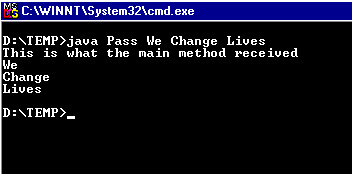 C:\WINNT\System32\cmd.exe
D:\TEMP>java Pass We Change Lives
This is what the main method received
We
Change
Lives
D:\TEMP>_